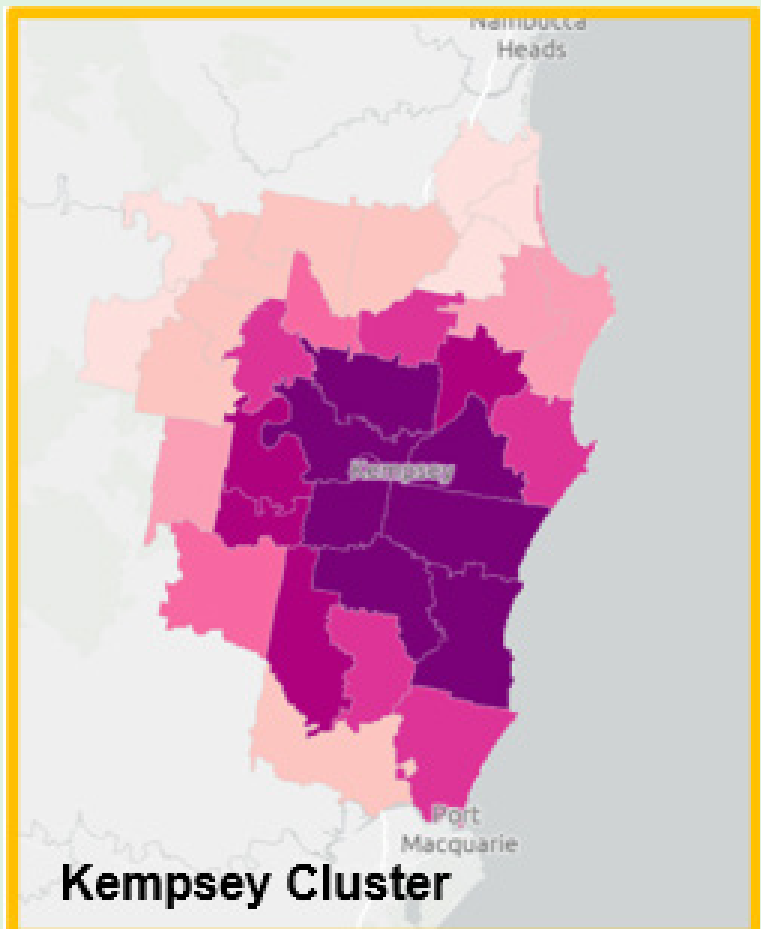 Nambucca
Heads
Kempsey
Port
Macquarie
Kempsey Cluster